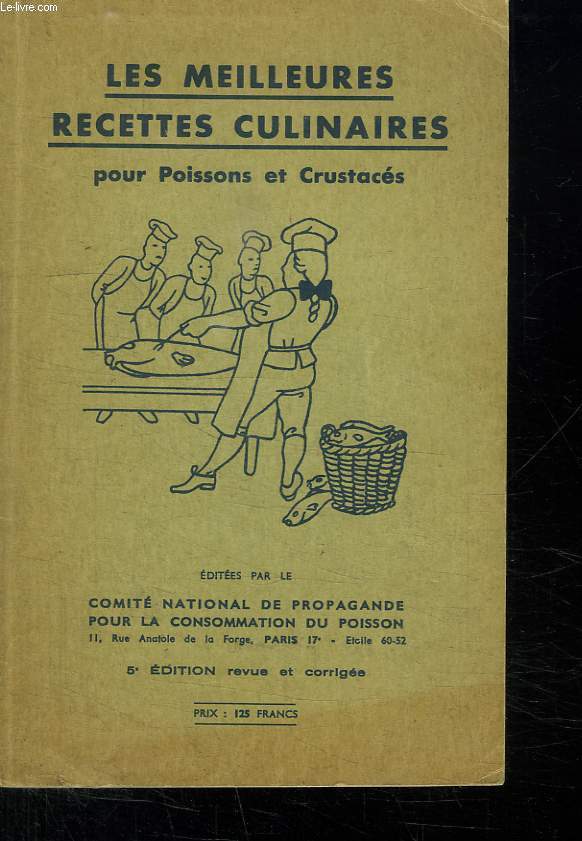 Le-livre.com
LES MEILLEURES
RECETTES CULINAIRES
pour Poissons et Crustacés
ÉDITÉES PAR LE
COMITÉ NATIONAL DE PROPAGANDE
POUR LA CONSOMMATION DU POISSON
11, Rue Anatole de la Forge, PARIS 17e - Etoile 60-52
5e ÉDITION revue et corrigée
PRIX : 125 FRANCS